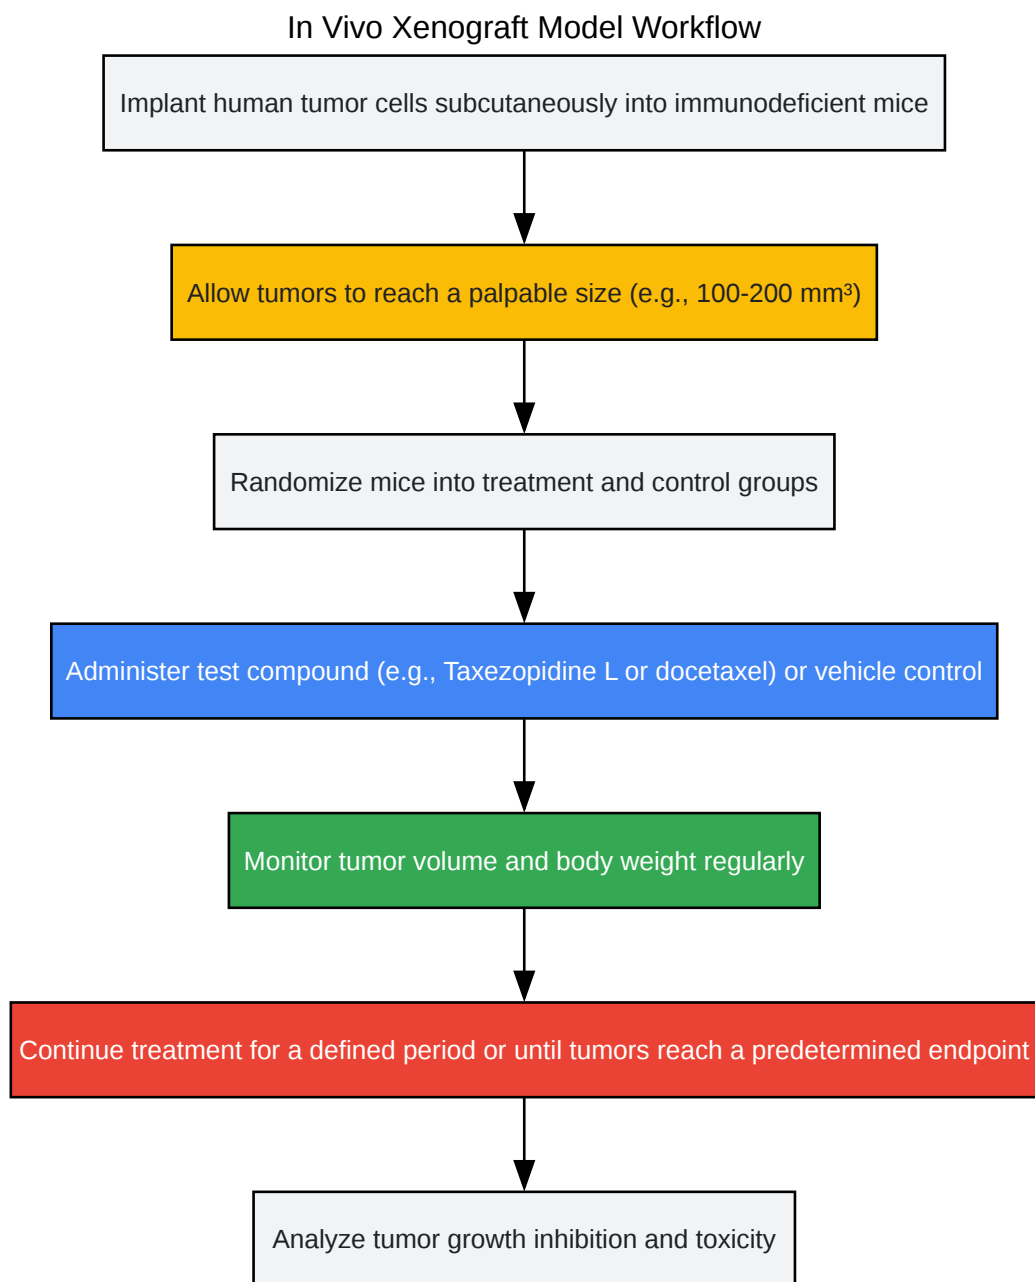 In Vivo Xenograft Model Workflow
Implant human tumor cells subcutaneously into immunodeficient mice
Allow tumors to reach a palpable size (e.g., 100-200 mm³)
Randomize mice into treatment and control groups
Administer test compound (e.g., Taxezopidine L or docetaxel) or vehicle control
Monitor tumor volume and body weight regularly
Continue treatment for a defined period or until tumors reach a predetermined endpoint
Analyze tumor growth inhibition and toxicity